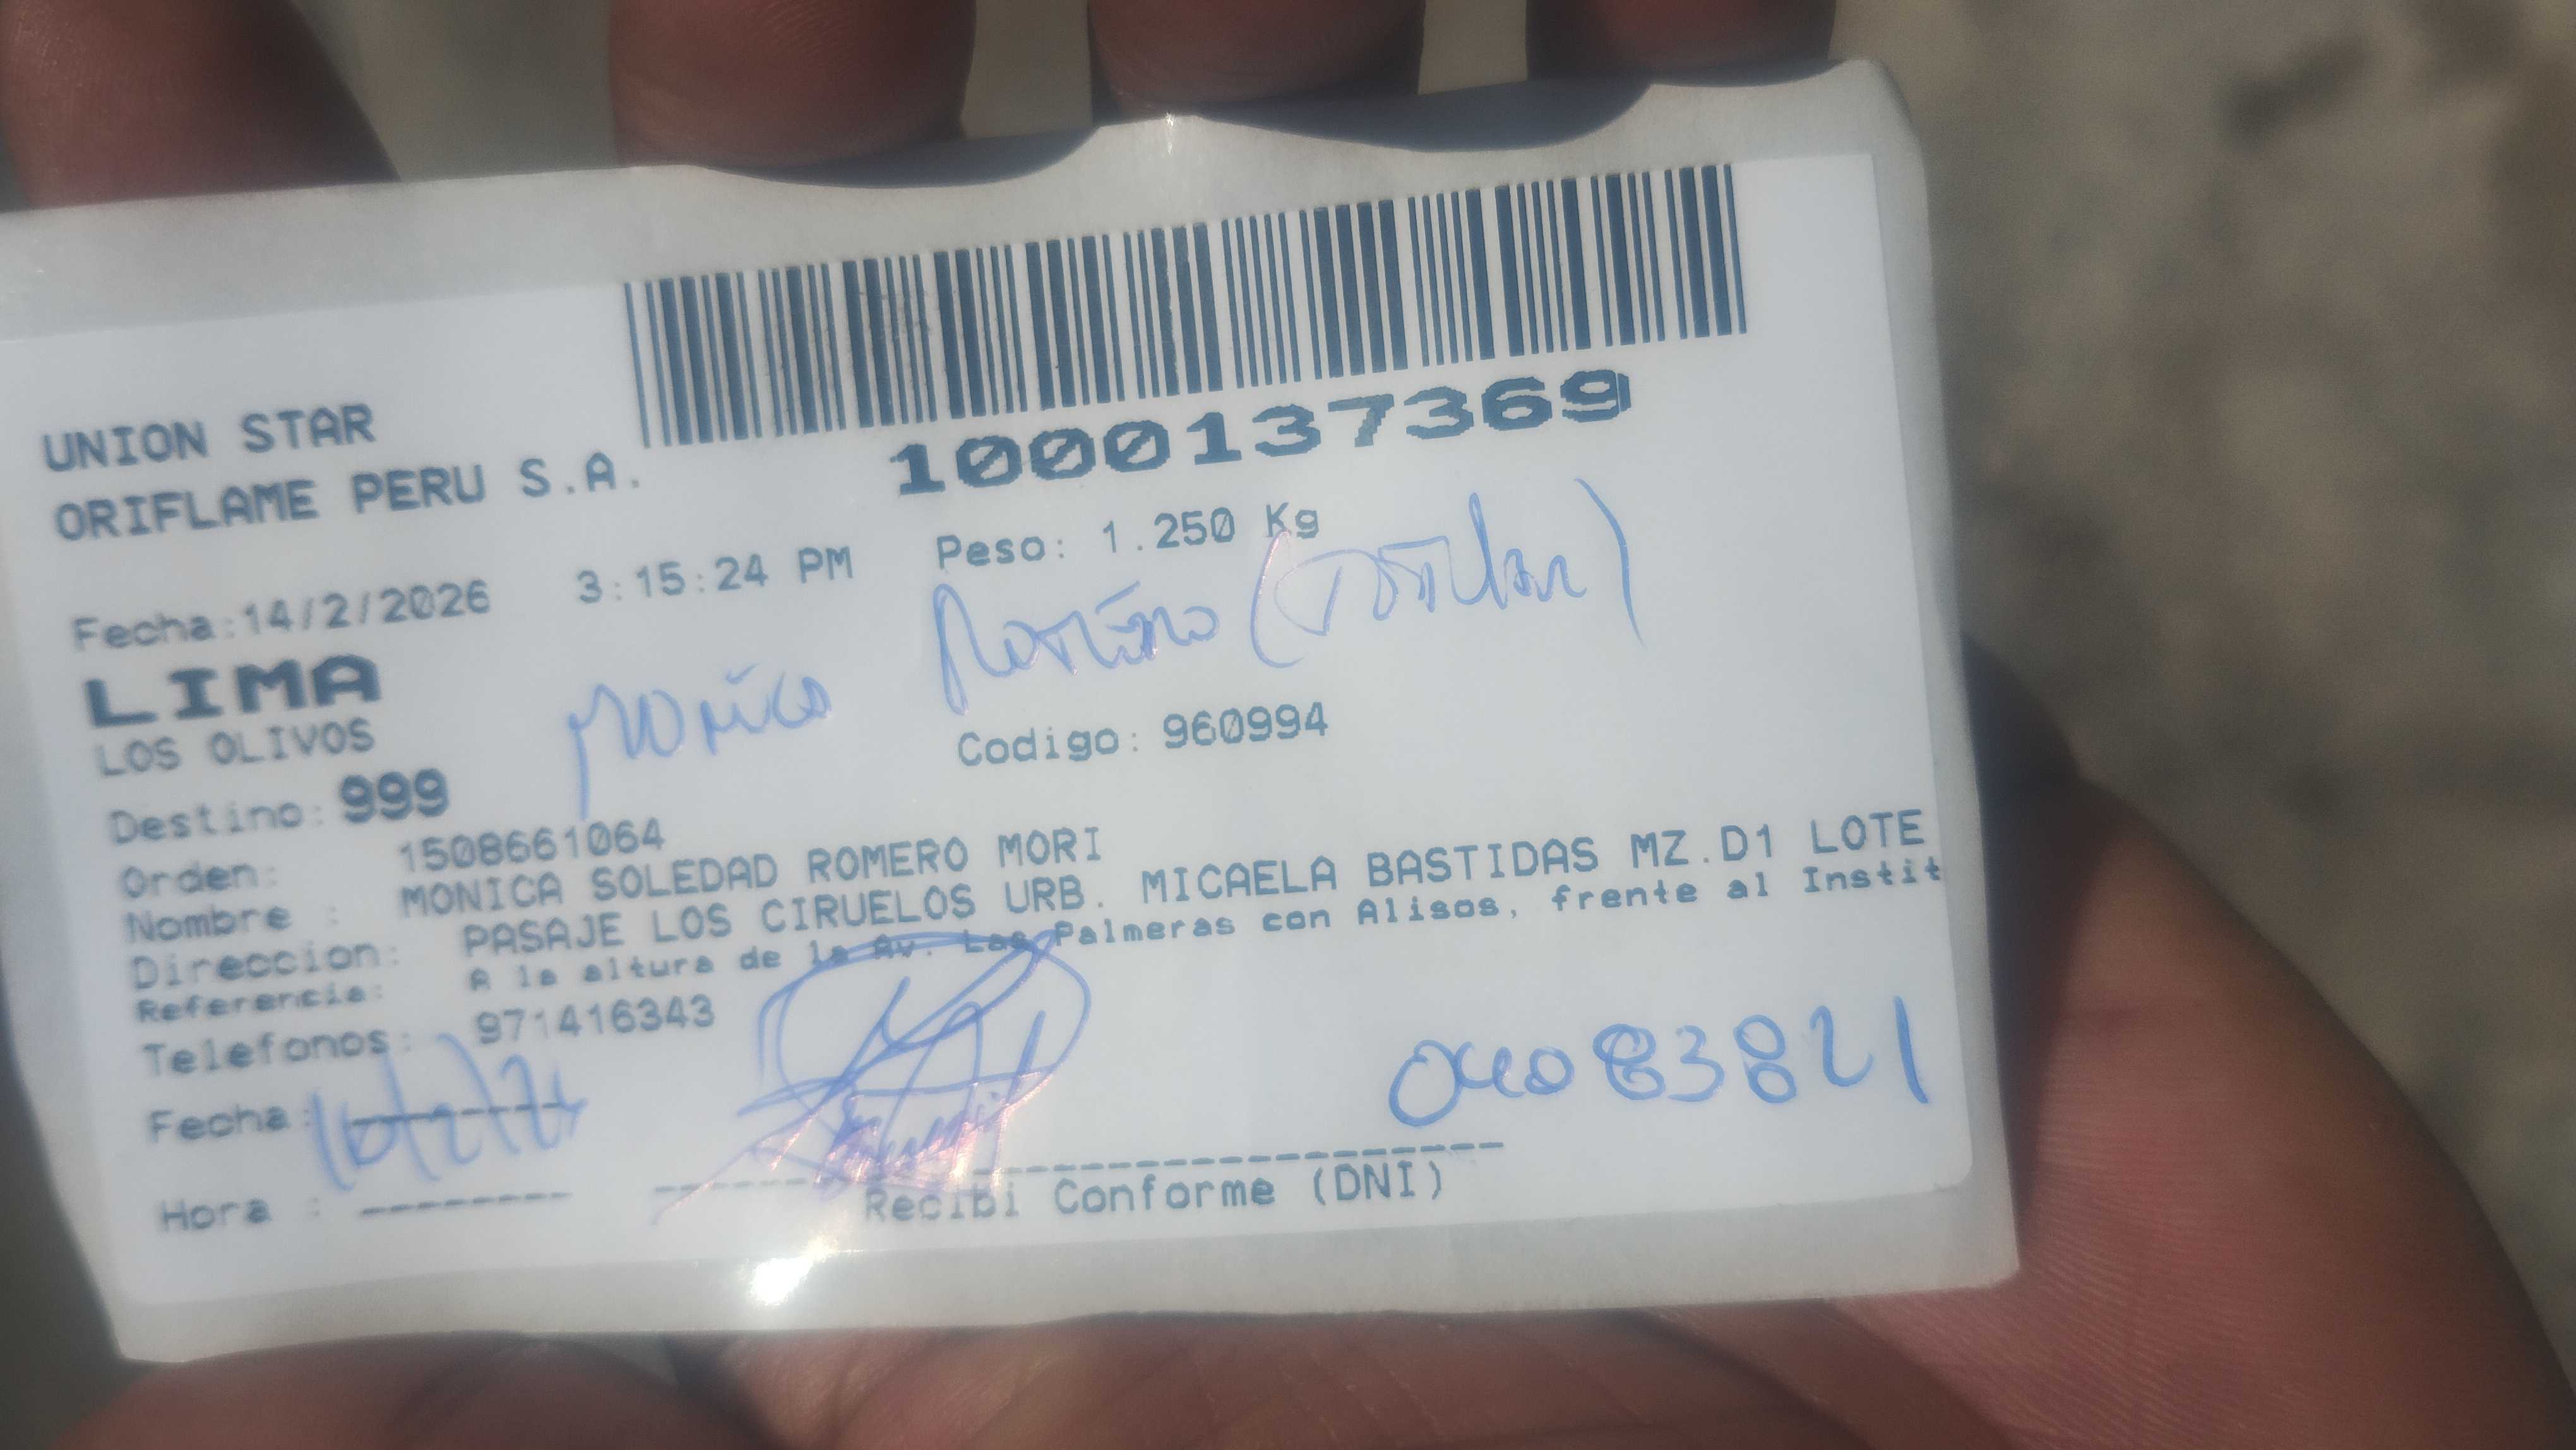 1000137369
UNION STAR
ORIFLAME PERU S.A.
Fecha:14/2/2026 3:15:24 PM Peso: 1.250 Kg
LIMA
LOS OLIVOS
Codigo: 960994
Destino: 999
Orden: 1508661064
Nombre : MONICA SOLEDAD ROMERO MORI
Direccion: PASAJE LOS CIRUELOS URB. MICAELA BASTIDAS MZ.D1 LOTE
Referencia: A la altura de la Av. Las Palmeras con Alisos, frente al Instit
Telefonos: 971416343
Fecha:
Hora :
Recibi Conforme (DNI)